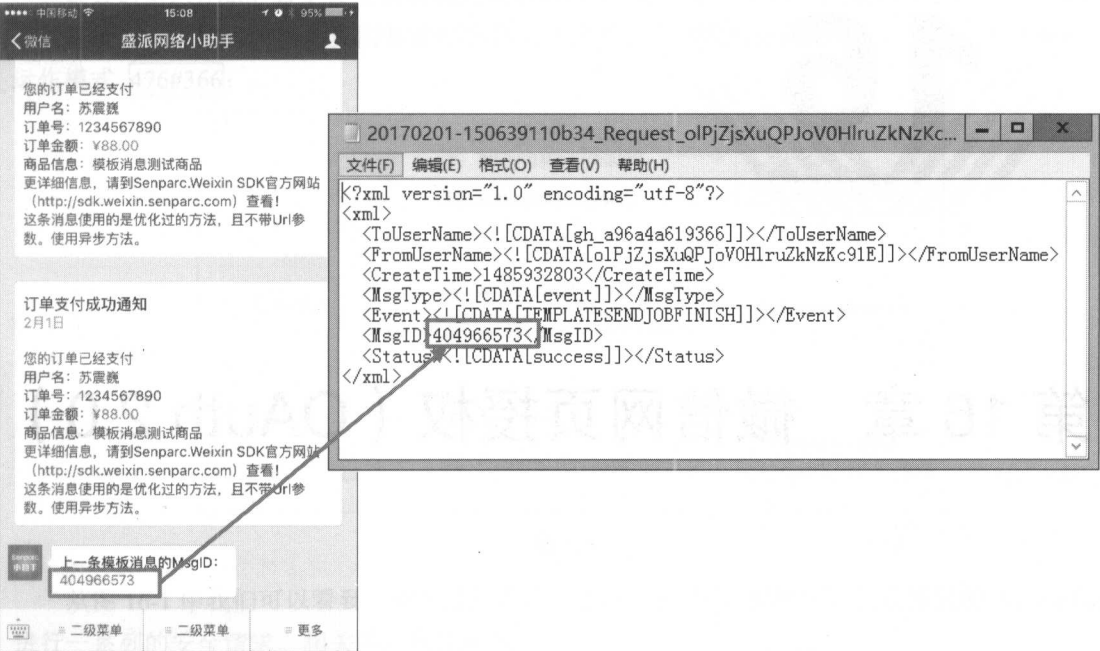 中国移动
15:08
95%
微信
盛派网络小助手
您的订单已经支付
用户名：苏震巍
订单号：1234567890
订单金额：¥88.00
商品信息：模板消息测试商品
更详细信息，请到Senparc.Weixin SDK官方网站
（http://sdk.weixin.senparc.com）查看！
这条消息使用的是优化过的方法，且不带Url参
数。使用异步方法。
订单支付成功通知
2月1日
您的订单已经支付
用户名：苏震巍
订单号：1234567890
订单金额：¥88.00
商品信息：模板消息测试商品
更详细信息，请到Senparc.Weixin SDK官方网站
（http://sdk.weixin.senparc.com）查看！
这条消息使用的是优化过的方法，且不带Url参
数。使用异步方法。
Senparc
小助手
上一条模板消息的MsgID：
404966573
二级菜单
二级菜单
更多
20170201-150639110b34_Request_olPjZjsXuQPJoV0HlruZkNzKc...
文件(F) 编辑(E) 格式(O) 查看(V) 帮助(H)
<?xml version="1.0" encoding="utf-8"?>
<xml>
<ToUserName><![CDATA[gh_a96a4a619366]]></ToUserName>
<FromUserName><![CDATA[olPjZjsXuQPJoV0HlruZkNzKc91E]]></FromUserName>
<CreateTime>1485932803</CreateTime>
<MsgType><![CDATA[event]]></MsgType>
<Event><![CDATA[TEMPLATESENDJOBFINISH]]></Event>
<MsgID>404966573</MsgID>
<Status><![CDATA[success]]></Status>
</xml>